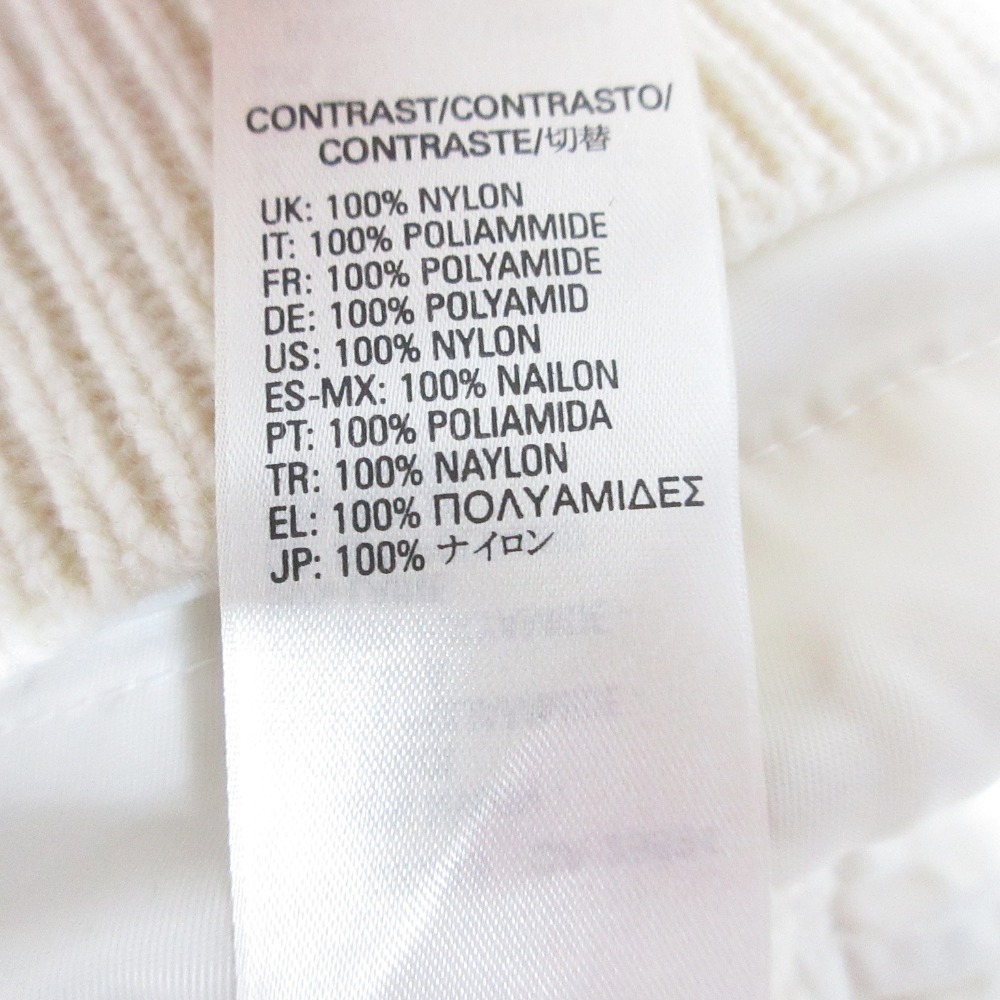 CONTRAST/CONTRASTO/
CONTRASTE/切替
UK: 100% NYLON
IT: 100% POLIAMMIDE
FR: 100% POLYAMIDE
DE: 100% POLYAMID
US: 100% NYLON
ES-MX: 100% NAILON
PT: 100% POLIAMIDA
TR: 100% NAYLON
EL: 100% ΠΟΛΥΑΜΙΔΕΣ
JP: 100% ナイロン